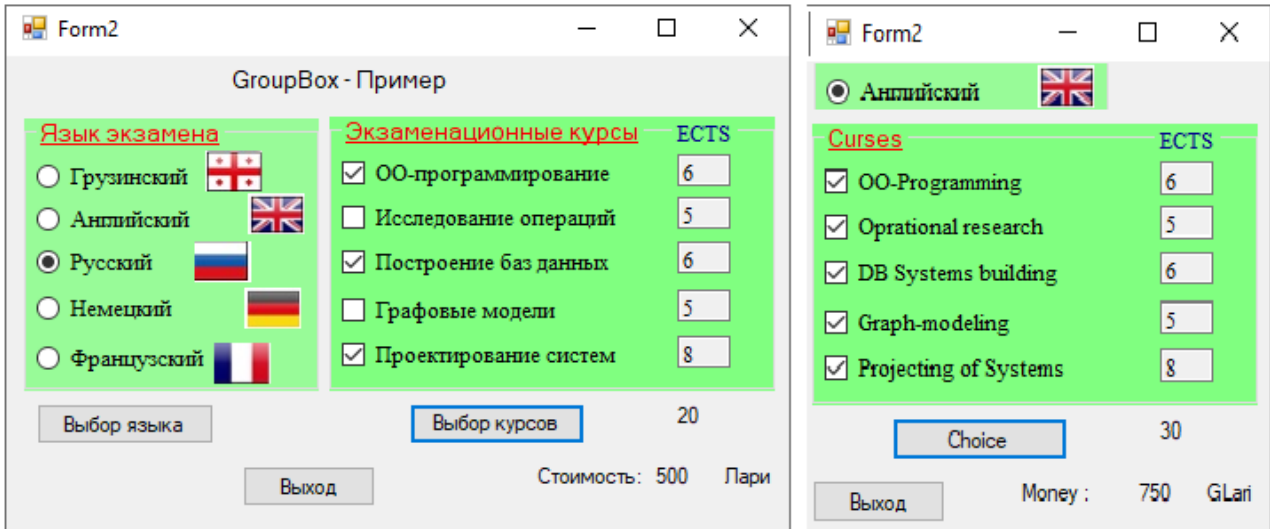 Form2
GroupBox - Пример
Язык экзамена
Грузинский
Английский
Русский
Немецкий
Французский
Экзаменационные курсы ECTS
ОО-программирование 6
Исследование операций 5
Построение баз данных 6
Графовые модели 5
Проектирование систем 8
Выбор языка
Выбор курсов 20
Выход
Стоимость: 500 Лари
Form2
Английский
Curses ECTS
OO-Programming 6
Oprational research 5
DB Systems building 6
Graph-modeling 5
Projecting of Systems 8
Choice 30
Выход
Money : 750 GLari